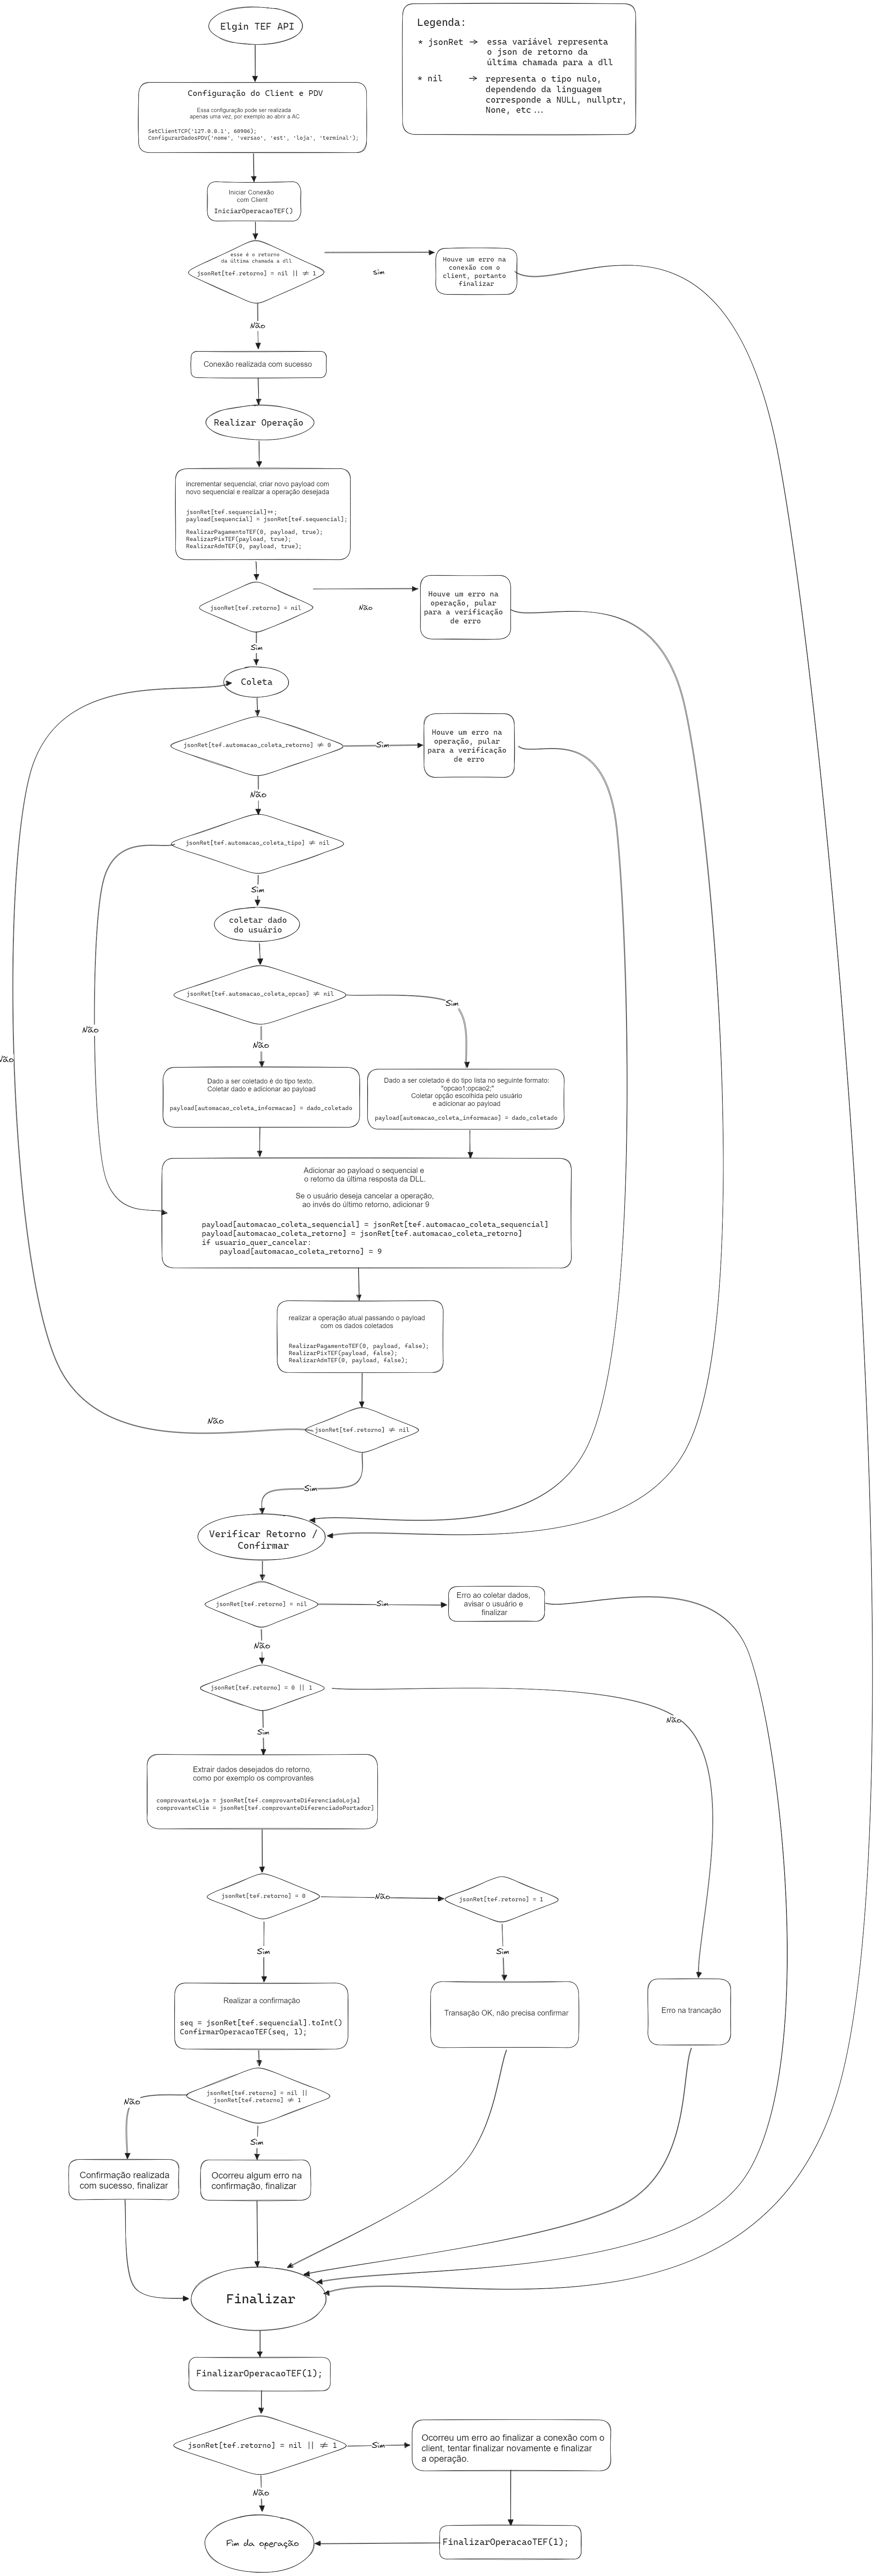 Elgin TEF API
Legenda:
* jsonRet -> essa variável representa
o json de retorno da
última chamada para a dll
* nil -> representa o tipo nulo,
dependendo da linguagem
corresponde a NULL, nullptr,
None, etc...
Configuração do Client e PDV
Essa configuração pode ser realizada
apenas uma vez, por exemplo ao abrir a AC
SetClientTCP('127.0.0.1', 60906);
ConfigurarDadosPDV('nome', 'versao', 'est', 'loja', 'terminal');
Iniciar Conexão
com Client
IniciarOperacaoTEF()
esse é o retorno
da última chamada a dll
jsonRet[tef.retorno] = nil || ≠ 1
Sim
Houve um erro na
conexão com o
client, portanto
finalizar
Não
Conexão realizada com sucesso
Realizar Operação
Incrementar sequencial, criar novo payload com
novo sequencial e realizar a operação desejada
jsonRet[tef.sequencial]++;
payload[sequencial] = jsonRet[tef.sequencial];
RealizarPagamentoTEF(0, payload, true);
RealizarPixTEF(payload, true);
RealizarAdmTEF(0, payload, true);
jsonRet[tef.retorno] = nil
Não
Houve um erro na
operação, pular
para a verificação
de erro
Sim
Coleta
jsonRet[tef.automacao_coleta_retorno] ≠ 0
Sim
Houve um erro na
operação, pular
para a verificação
de erro
Não
jsonRet[tef.automacao_coleta_tipo] ≠ nil
Sim
coletar dado
do usuário
jsonRet[tef.automacao_coleta_opcao] ≠ nil
Sim
Não
Não
Não
Dado a ser coletado é do tipo texto.
Coletar dado e adicionar ao payload
payload[automacao_coleta_informacao] = dado_coletado
Dado a ser coletado é do tipo lista no seguinte formato:
"opcao1;opcao2;"
Coletar opção escolhida pelo usuário
e adicionar ao payload
payload[automacao_coleta_informacao] = dado_coletado
Adicionar ao payload o sequencial e
o retorno da última resposta da DLL.
Se o usuário deseja cancelar a operação,
ao invés do último retorno, adicionar 9
payload[automacao_coleta_sequencial] = jsonRet[tef.automacao_coleta_sequencial]
payload[automacao_coleta_retorno] = jsonRet[tef.automacao_coleta_retorno]
if usuario_quer_cancelar:
payload[automacao_coleta_retorno] = 9
realizar a operação atual passando o payload
com os dados coletados
RealizarPagamentoTEF(0, payload, false);
RealizarPixTEF(payload, false);
RealizarAdmTEF(0, payload, false);
Não
jsonRet[tef.retorno] ≠ nil
Sim
Verificar Retorno /
Confirmar
jsonRet[tef.retorno] = nil
Sim
Erro ao coletar dados,
avisar o usuário e
finalizar
Não
jsonRet[tef.retorno] = 0 || 1
Não
Sim
Extrair dados desejados do retorno,
como por exemplo os comprovantes
comprovanteLoja = jsonRet[tef.comprovanteDiferenciadoLoja]
comprovanteClie = jsonRet[tef.comprovanteDiferenciadoPortador]
jsonRet[tef.retorno] = 0
Não
jsonRet[tef.retorno] = 1
Sim
Sim
Realizar a confirmação
seq = jsonRet[tef.sequencial].toInt()
ConfirmarOperacaoTEF(seq, 1);
Transação OK, não precisa confirmar
Erro na trancação
jsonRet[tef.retorno] = nil ||
jsonRet[tef.retorno] ≠ 1
Não
Sim
Confirmação realizada
com sucesso, finalizar
Ocorreu algum erro na
confirmação, finalizar
Finalizar
FinalizarOperacaoTEF(1);
jsonRet[tef.retorno] = nil || ≠ 1
Sim
Ocorreu um erro ao finalizar a conexão com o
client, tentar finalizar novamente e finalizar
a operação.
Não
Fim da operação
FinalizarOperacaoTEF(1);